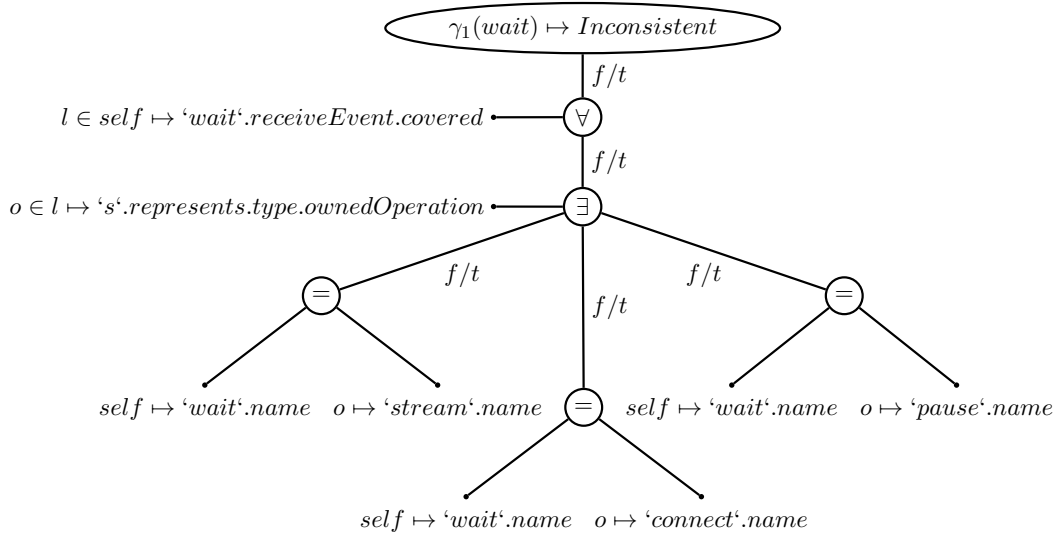 γ₁(wait) ↦ Inconsistent
f/t
l ∈ self ↦ ‘wait‘.receiveEvent.covered
∀
f/t
o ∈ l ↦ ‘s‘.represents.type.ownedOperation
∃
f/t
f/t
f/t
=
=
self ↦ ‘wait‘.name
o ↦ ‘stream‘.name
=
self ↦ ‘wait‘.name
o ↦ ‘pause‘.name
self ↦ ‘wait‘.name
o ↦ ‘connect‘.name